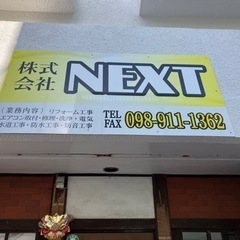 株式
会社
NEXT
(業務内容)リフォーム工事
エアコン取付・修理・洗浄・電気
水道工事・防水工事・防音工事
TEL
FAX
098-911-1362